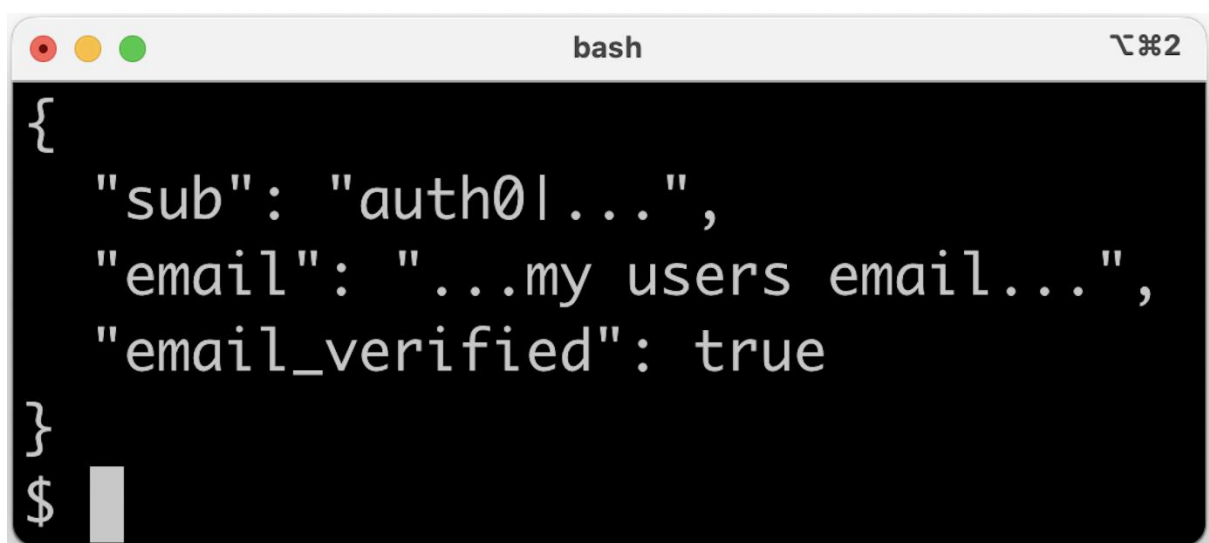 bash
⌥⌘2
{
"sub": "auth0|...",
"email": "...my users email...",
"email_verified": true
}
$